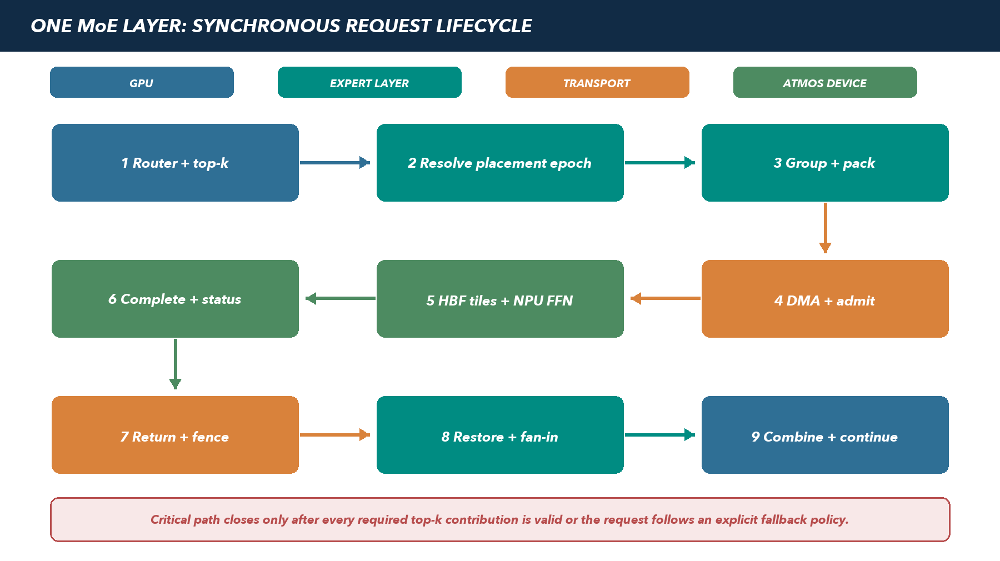 ONE MoE LAYER: SYNCHRONOUS REQUEST LIFECYCLE
GPU
EXPERT LAYER
TRANSPORT
ATMOS DEVICE
1 Router + top-k
2 Resolve placement epoch
3 Group + pack
6 Complete + status
5 HBF tiles + NPU FFN
4 DMA + admit
7 Return + fence
8 Restore + fan-in
9 Combine + continue
Critical path closes only after every required top-k contribution is valid or the request follows an explicit fallback policy.